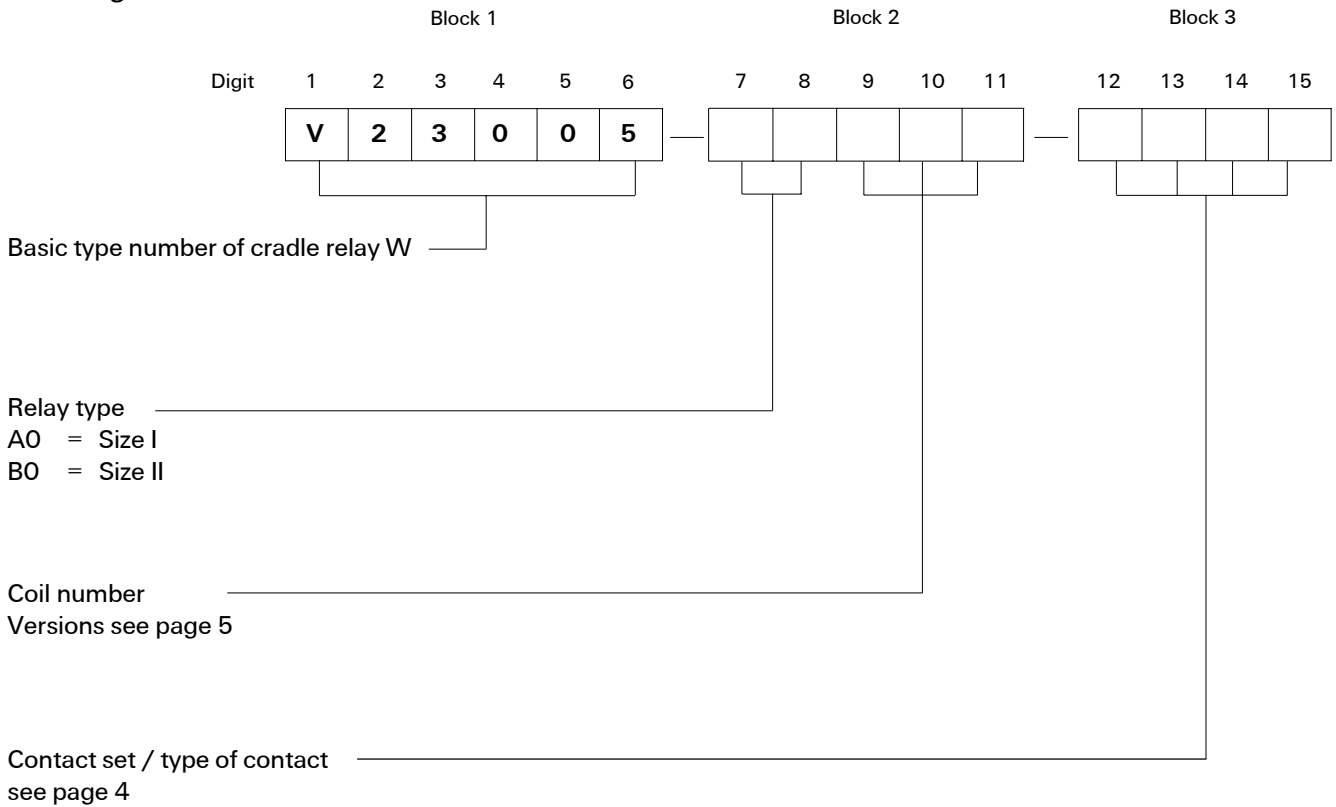 Block 1 Block 2 Block 3
Digit 1 2 3 4 5 6 7 8 9 10 11 12 13 14 15
V 2 3 0 0 5 — —
Basic type number of cradle relay W
Relay type
A0 = Size I
B0 = Size II
Coil number
Versions see page 5
Contact set / type of contact
see page 4